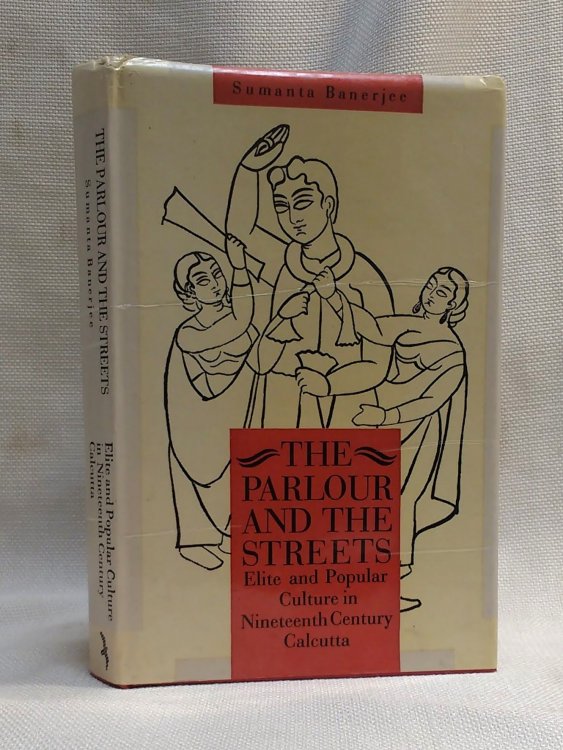 Sumanta Banerjee
THE
PARLOUR
AND THE
STREETS
Elite and Popular
Culture in
Nineteenth Century
Calcutta
THE PARLOUR AND THE STREETS
Sumanta Banerjee
Elite and Popular Culture
in Nineteenth Century
Calcutta